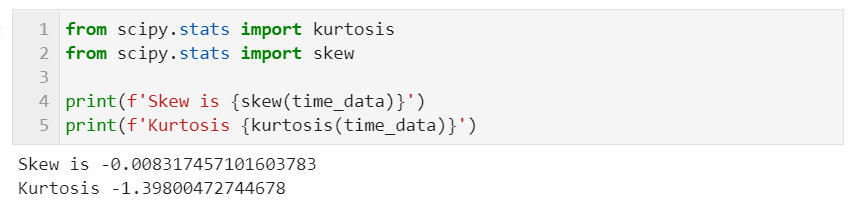 1 from scipy.stats import kurtosis
2 from scipy.stats import skew
3
4 print(f'Skew is {skew(time_data)}')
5 print(f'Kurtosis {kurtosis(time_data)}')
Skew is -0.008317457101603783
Kurtosis -1.39800472744678